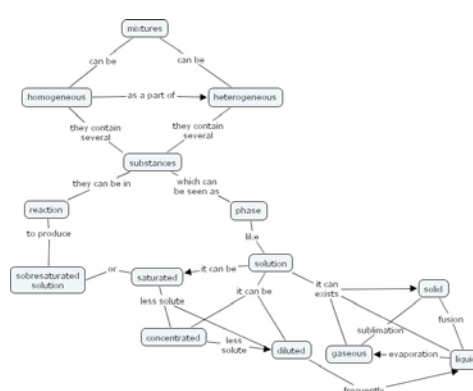 mixtures
can be
can be
homogeneous
as a part of
heterogeneous
they contain
several
they contain
several
substances
they can be in
which can
be seen as
reaction
phase
to produce
like
solution
sobresaturated
solution
or
saturated
it can be
it can
exists
solid
less solute
it can be
fusion
sublimation
concentrated
less
solute
diluted
gaseous
evaporation
frequently